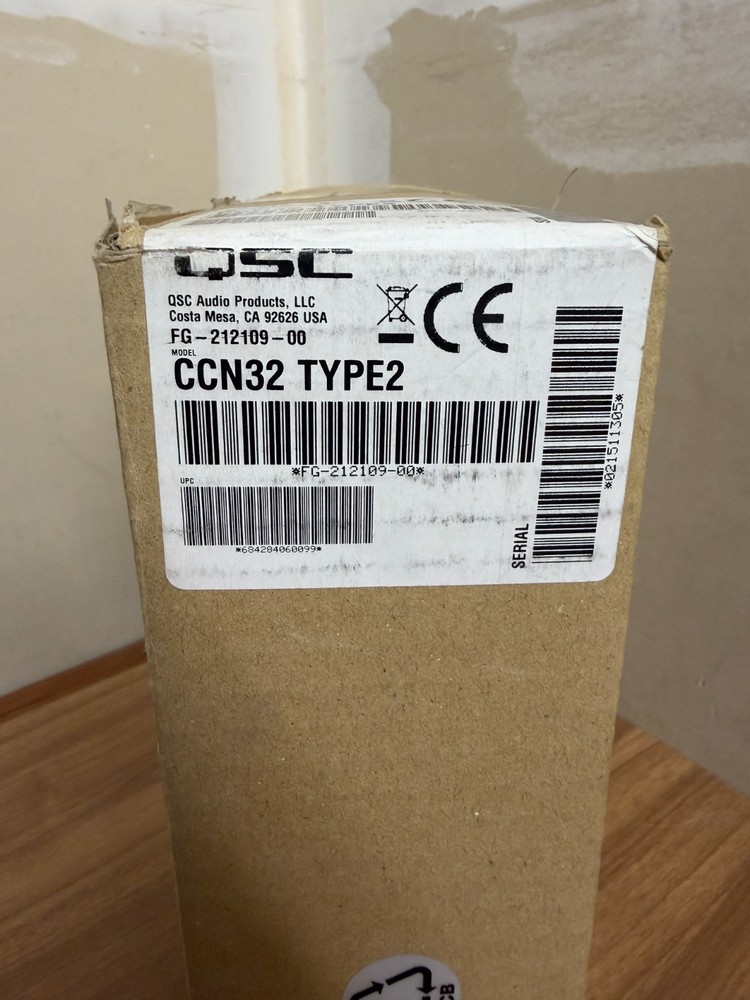 QSC
QSC Audio Products, LLC
Costa Mesa, CA 92626 USA
FG-212109-00
MODEL
CCN32 TYPE2
*FG-212109-00*
UPC
*684284060099*
SERIAL
*021511305*